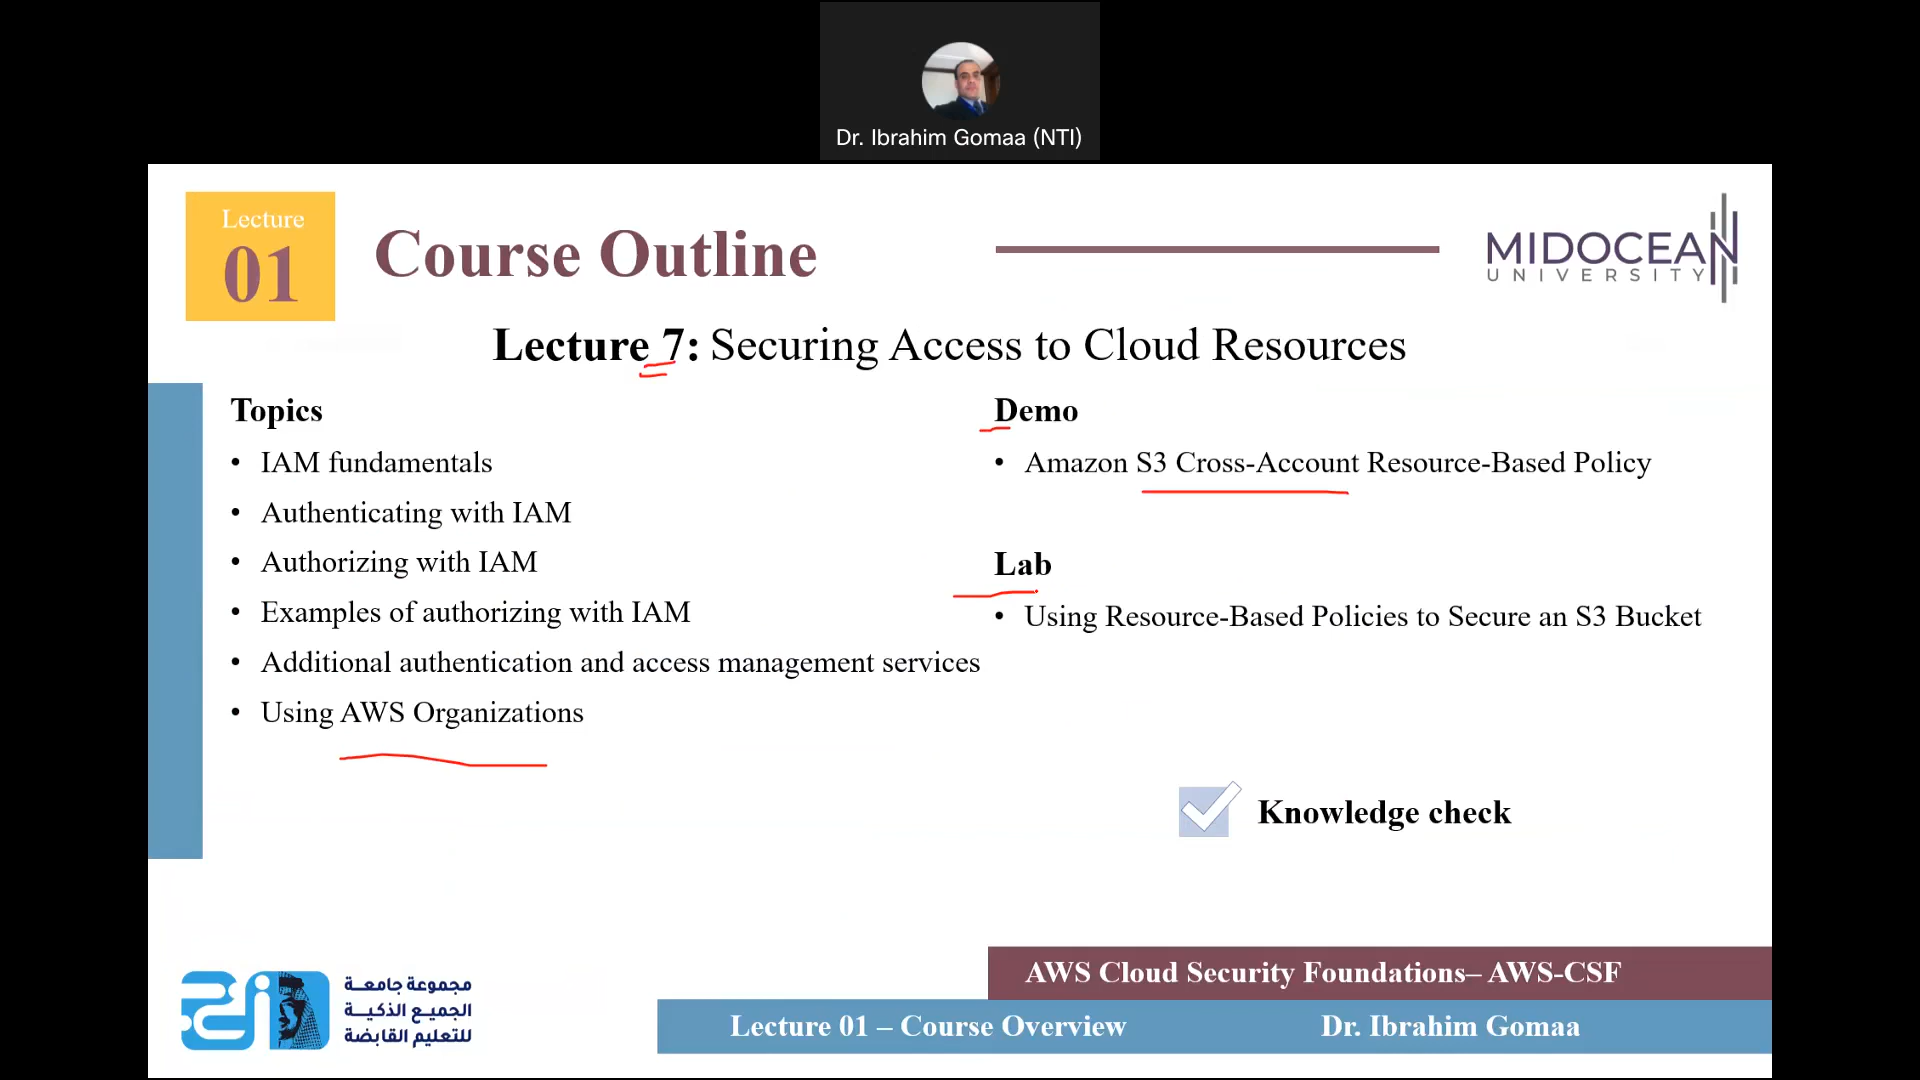 Dr. Ibrahim Gomaa (NTI)
Lecture
01
Course Outline
MIDOCEAN
UNIVERSITY
Lecture 7: Securing Access to Cloud Resources
Topics
• IAM fundamentals
• Authenticating with IAM
• Authorizing with IAM
• Examples of authorizing with IAM
• Additional authentication and access management services
• Using AWS Organizations
Demo
• Amazon S3 Cross-Account Resource-Based Policy
Lab
• Using Resource-Based Policies to Secure an S3 Bucket
Knowledge check
مجموعة جامعة
الجميع الذكية
للتعليم القابضة
AWS Cloud Security Foundations– AWS-CSF
Lecture 01 – Course Overview
Dr. Ibrahim Gomaa